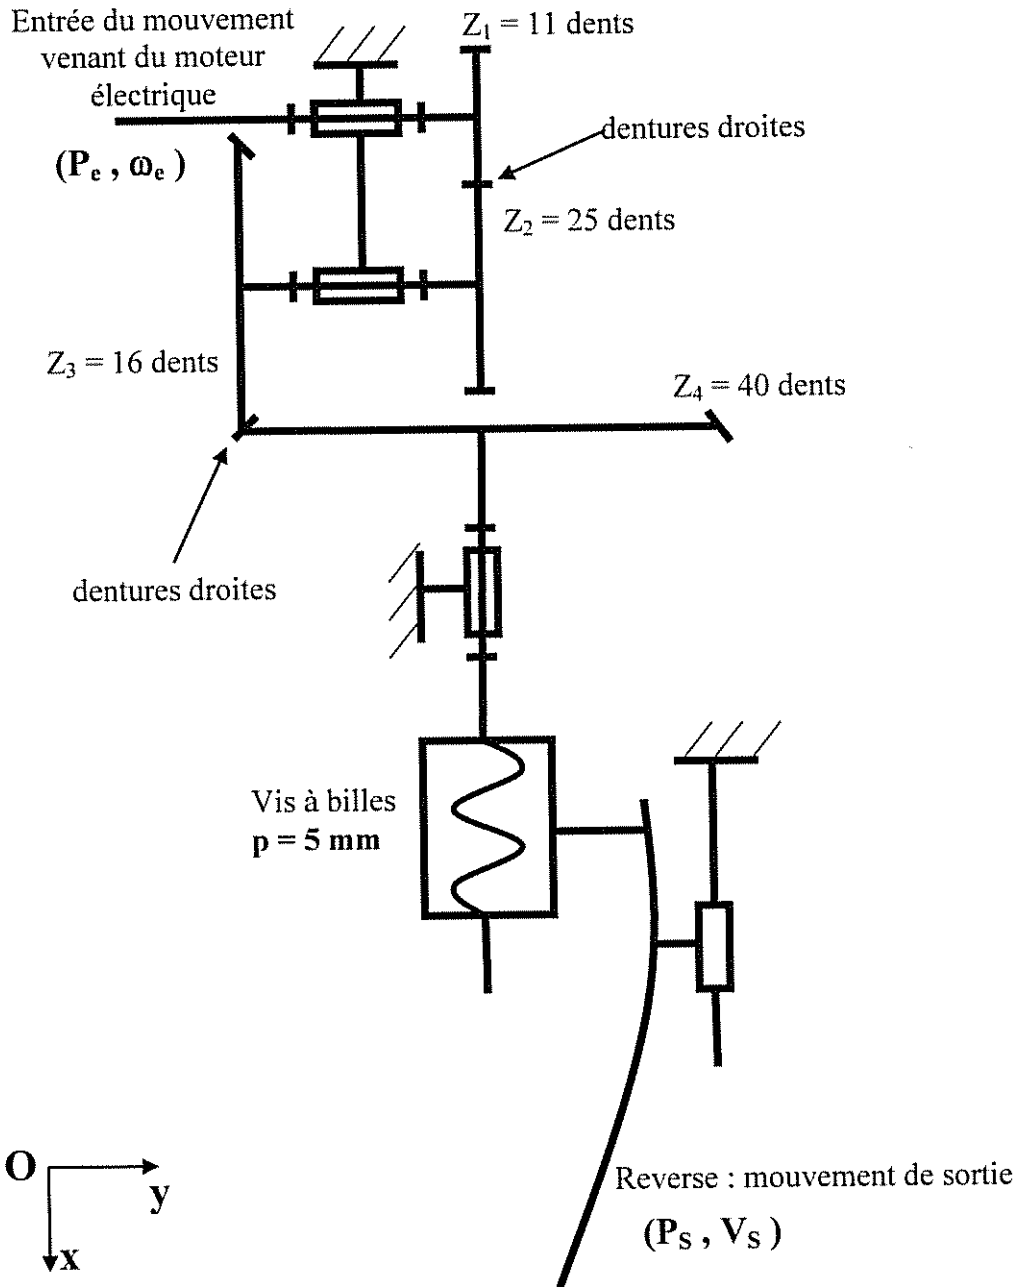 Entrée du mouvement
venant du moteur
électrique
(Pₑ , ωₑ )
Z₁ = 11 dents
dentures droites
Z₂ = 25 dents
Z₃ = 16 dents
Z₄ = 40 dents
dentures droites
Vis à billes
p = 5 mm
O
y
x
Reverse : mouvement de sortie
(PS , VS )